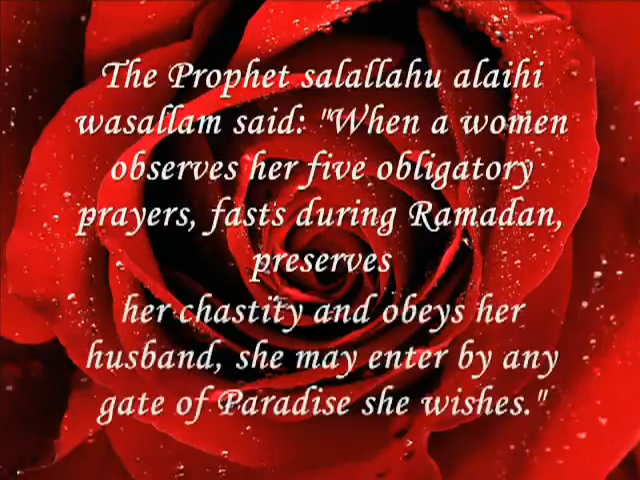 The Prophet salallahu alaihi
wasallam said: "When a women
observes her five obligatory
prayers, fasts during Ramadan,
preserves
her chastity and obeys her
husband, she may enter by any
gate of Paradise she wishes."